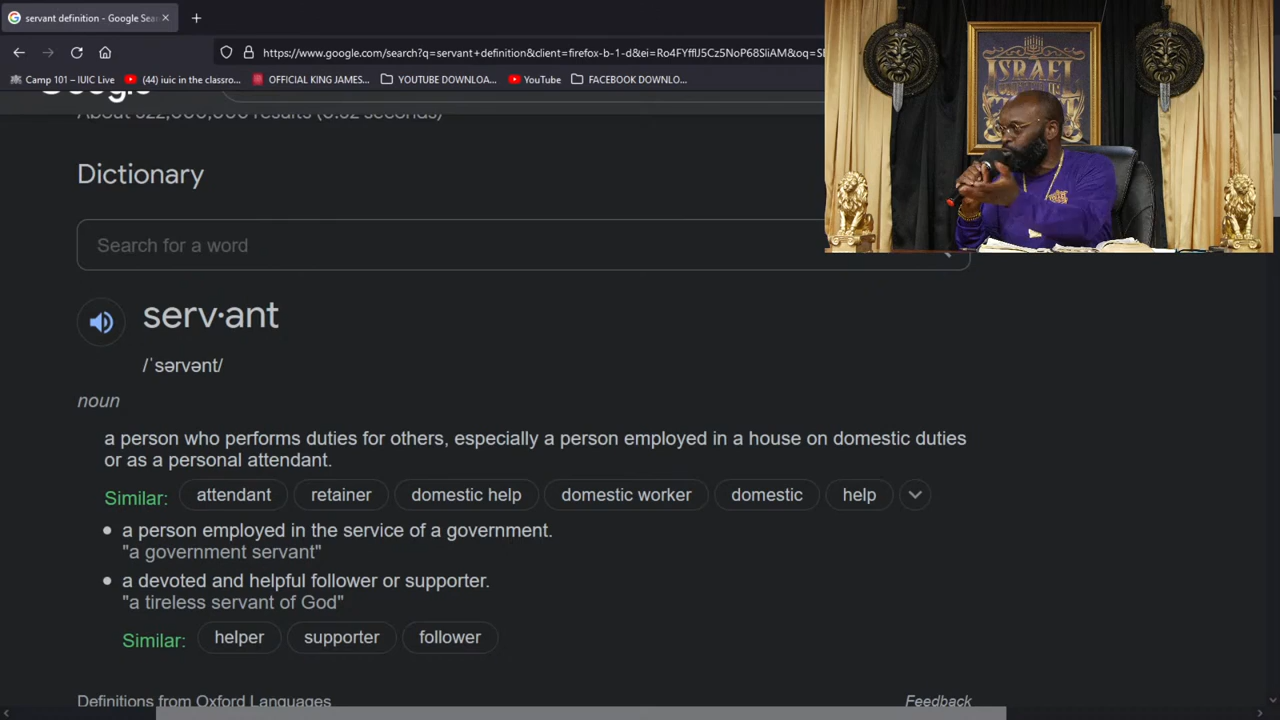 servant definition - Google Sea
https://www.google.com/search?q=servant+definition&client=firefox-b-1-d&ei=
Camp 101 – IUIC Live
(44) iuic in the classro...
OFFICIAL KING JAMES...
YOUTUBE DOWNLOA...
YouTube
FACEBOOK DOWNLO...
Google
Dictionary
Search for a word
serv·ant
/ˈsərvənt/
noun
a person who performs duties for others, especially a person employed in a house on domestic duties
or as a personal attendant.
Similar: attendant retainer domestic help domestic worker domestic help
a person employed in the service of a government.
"a government servant"
a devoted and helpful follower or supporter.
"a tireless servant of God"
Similar: helper supporter follower
Definitions from Oxford Languages
Feedback
ISRAEL